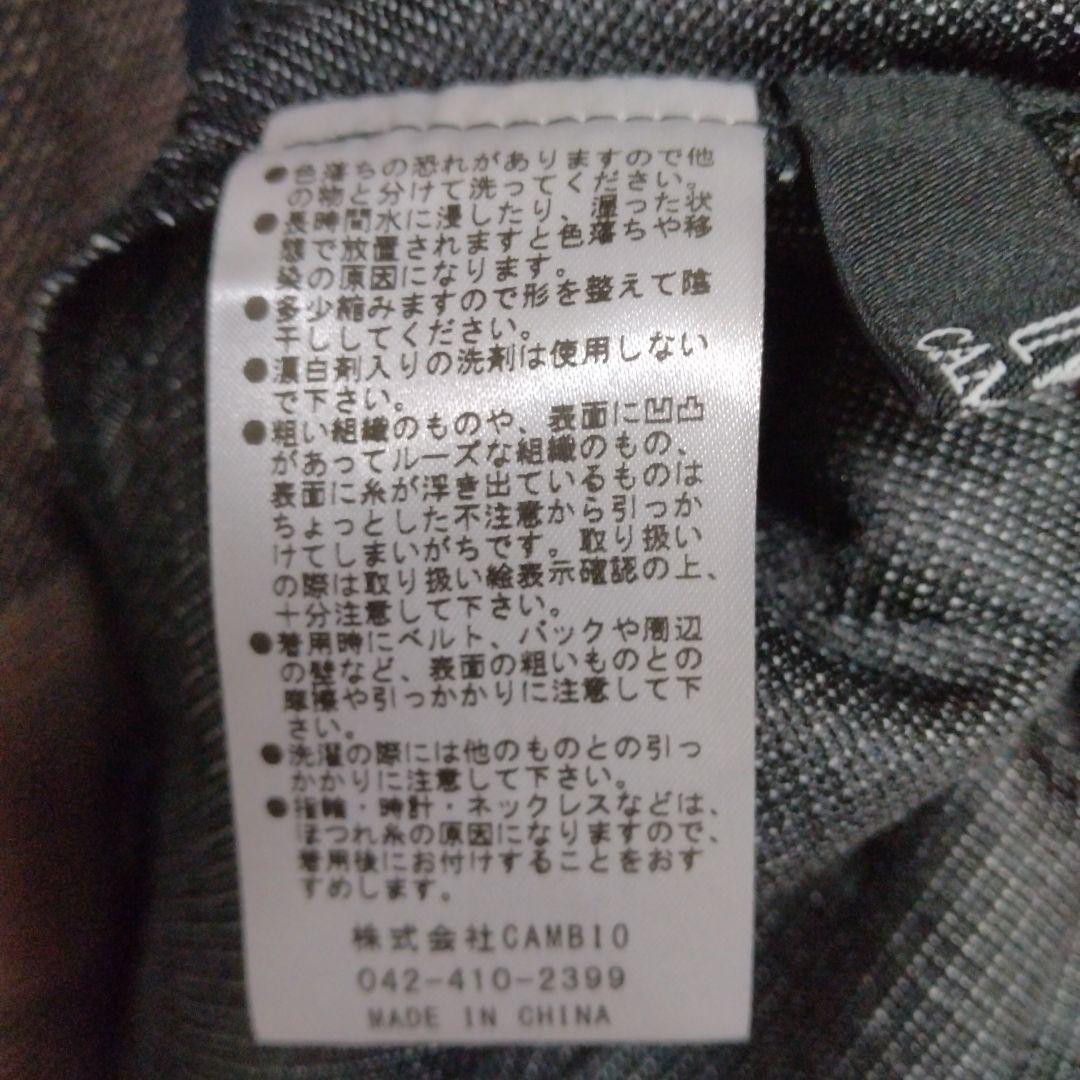 ●色落ちの恐れがありますので他
の物と分けて洗ってください。
●長時間水に浸したり、湿った状
態で放置されますと色落ちや移
染の原因になります。
●多少縮みますので形を整えて陰
干ししてください。
●漂白剤入りの洗剤は使用しない
で下さい。
●粗い組織のものや、表面に凹凸
があってルーズな組織のもの、
表面に糸が浮き出ているものは
ちょっとした不注意から引っか
けてしまいがちです。取り扱い
の際は取り扱い絵表示確認の上、
十分注意して下さい。
●着用時にベルト、バックや周辺
の壁など、表面の粗いものとの
摩擦や引っかかりに注意して下
さい。
●洗濯の際には他のものとの引っ
かかりに注意して下さい。
●指輪・時計・ネックレスなどは、
ほつれ糸の原因になりますので、
着用後にお付けすることをおす
すめします。
株式会社CAMBIO
042-410-2399
MADE IN CHINA
CAN